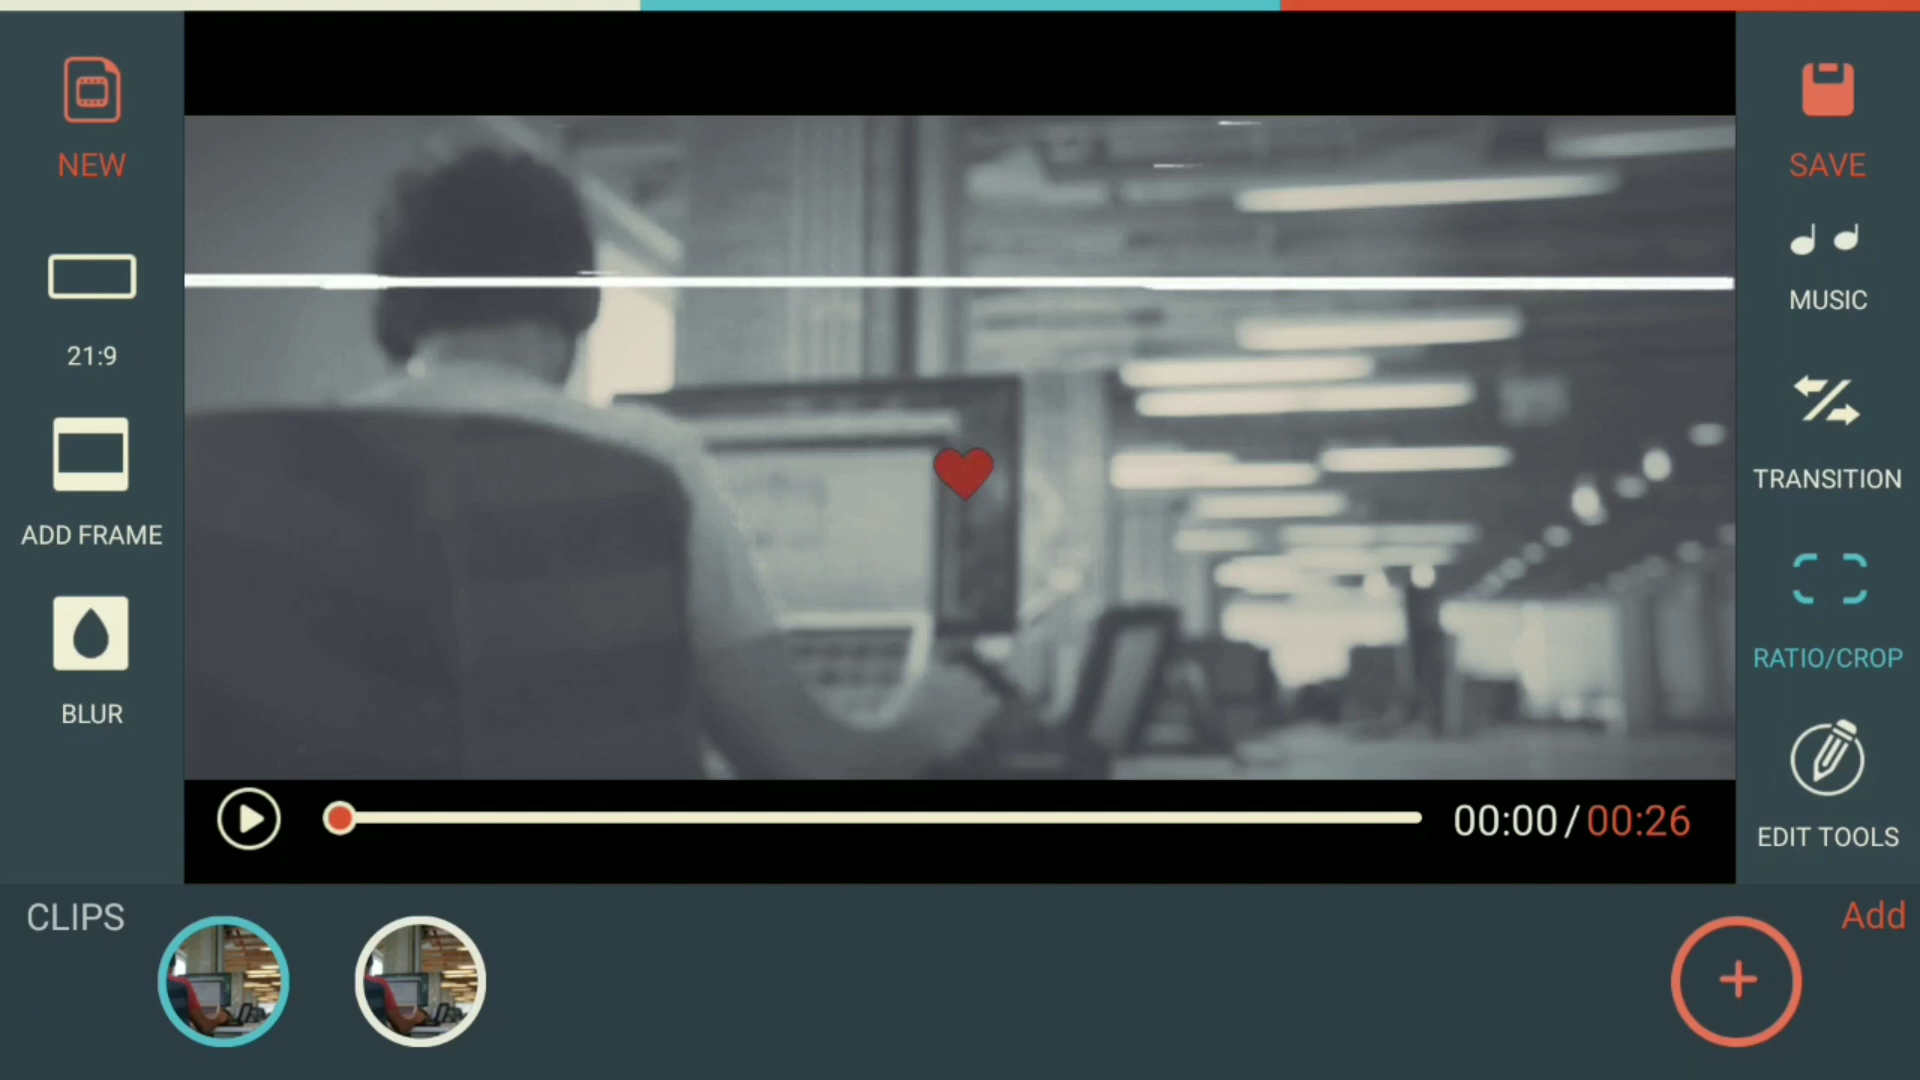 NEW
21:9
ADD FRAME
BLUR
SAVE
MUSIC
TRANSITION
RATIO/CROP
EDIT TOOLS
00:00/00:26
CLIPS
Add